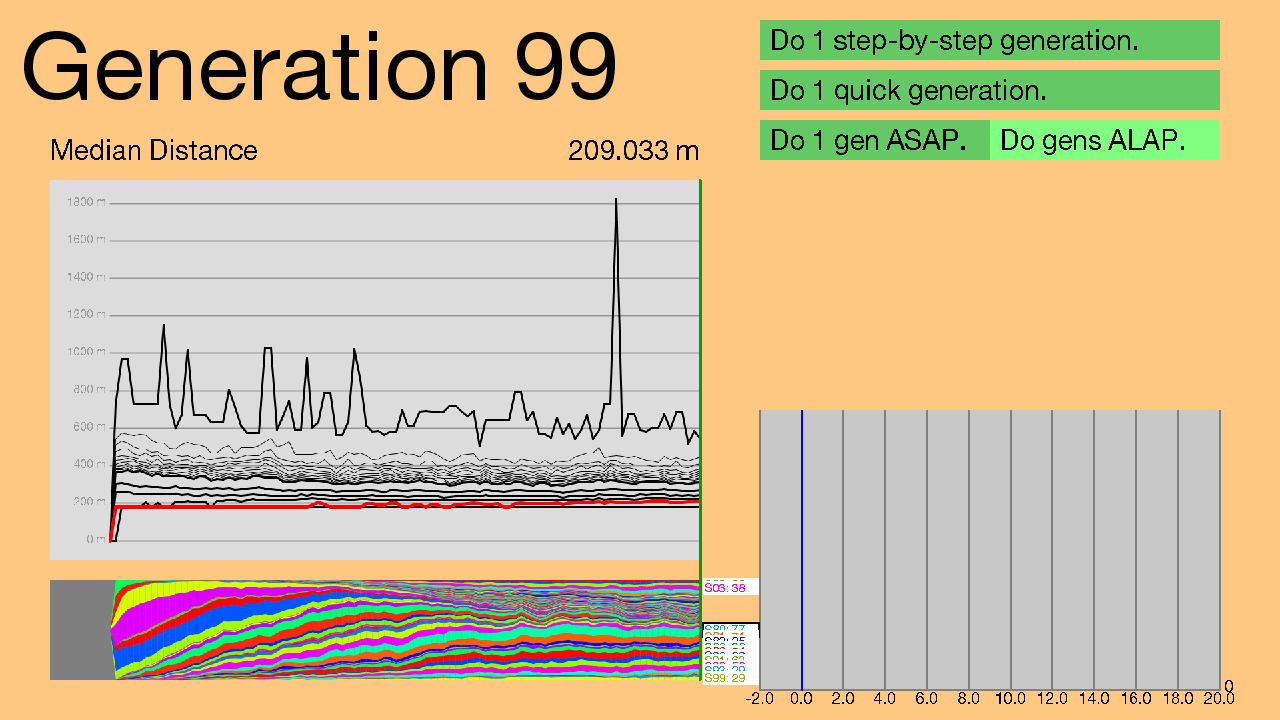 Generation 99
Do 1 step-by-step generation.
Do 1 quick generation.
Do 1 gen ASAP.
Do gens ALAP.
Median Distance
209.033 m
1800 m
1600 m
1400 m
1200 m
1000 m
800 m
600 m
400 m
200 m
0 m
S03: 38
S99: 29
0
-2.0 0.0 2.0 4.0 6.0 8.0 10.0 12.0 14.0 16.0 18.0 20.0